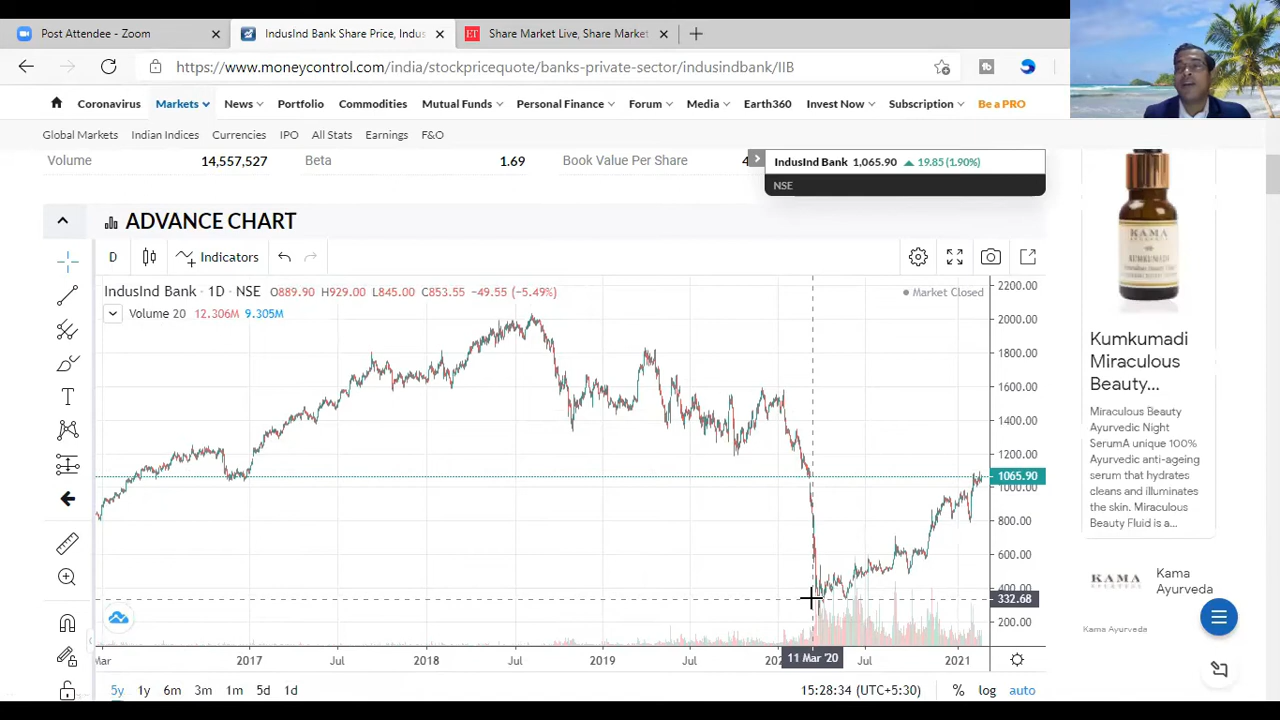 Post Attendee - Zoom
IndusInd Bank Share Price, Indus
Share Market Live, Share Market
https://www.moneycontrol.com/india/stockpricequote/banks-private-sector/indusindbank/IIB
Coronavirus Markets News Portfolio Commodities Mutual Funds Personal Finance Forum Media Earth360 Invest Now Subscription Be a PRO
Global Markets Indian Indices Currencies IPO All Stats Earnings F&O
Volume 14,557,527 Beta 1.69 Book Value Per Share 4
IndusInd Bank 1,065.90 19.85 (1.90%)
NSE
ADVANCE CHART
D Indicators
IndusInd Bank · 1D · NSE O889.90 H929.00 L845.00 C853.55 -49.55 (-5.49%)
Market Closed
Volume 20 12.306M 9.305M
2200.00
2000.00
1800.00
1600.00
1400.00
1200.00
1065.90
1000.00
800.00
600.00
400.00
332.68
200.00
Mar 2017 Jul 2018 Jul 2019 Jul 11 Mar '20 Jul 2021
5y 1y 6m 3m 1m 5d 1d
15:28:34 (UTC+5:30) % log auto
KAMA
KUMKUMADI
Kumkumadi
Miraculous
Beauty...
Miraculous Beauty
Ayurvedic Night
SerumA unique 100%
Ayurvedic anti-ageing
serum that hydrates
cleans and illuminates
the skin. Miraculous
Beauty Fluid is a...
KAMA
Kama
Ayurveda
Kama Ayurveda